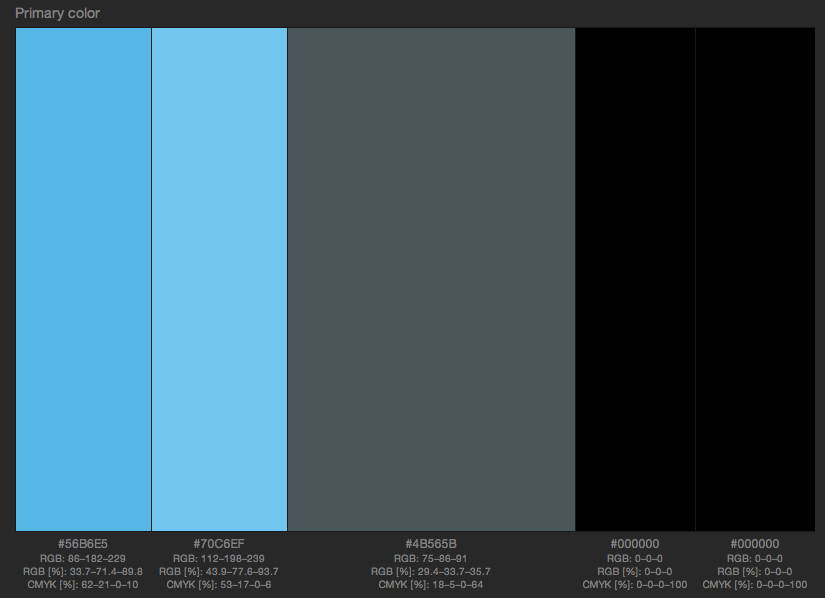 Primary color
#56B6E5
RGB: 86–182–229
RGB [%]: 33.7–71.4–89.8
CMYK [%]: 62–21–0–10
#70C6EF
RGB: 112–198–239
RGB [%]: 43.9–77.6–93.7
CMYK [%]: 53–17–0–6
#4B565B
RGB: 75–86–91
RGB [%]: 29.4–33.7–35.7
CMYK [%]: 18–5–0–64
#000000
RGB: 0–0–0
RGB [%]: 0–0–0
CMYK [%]: 0–0–0–100
#000000
RGB: 0–0–0
RGB [%]: 0–0–0
CMYK [%]: 0–0–0–100